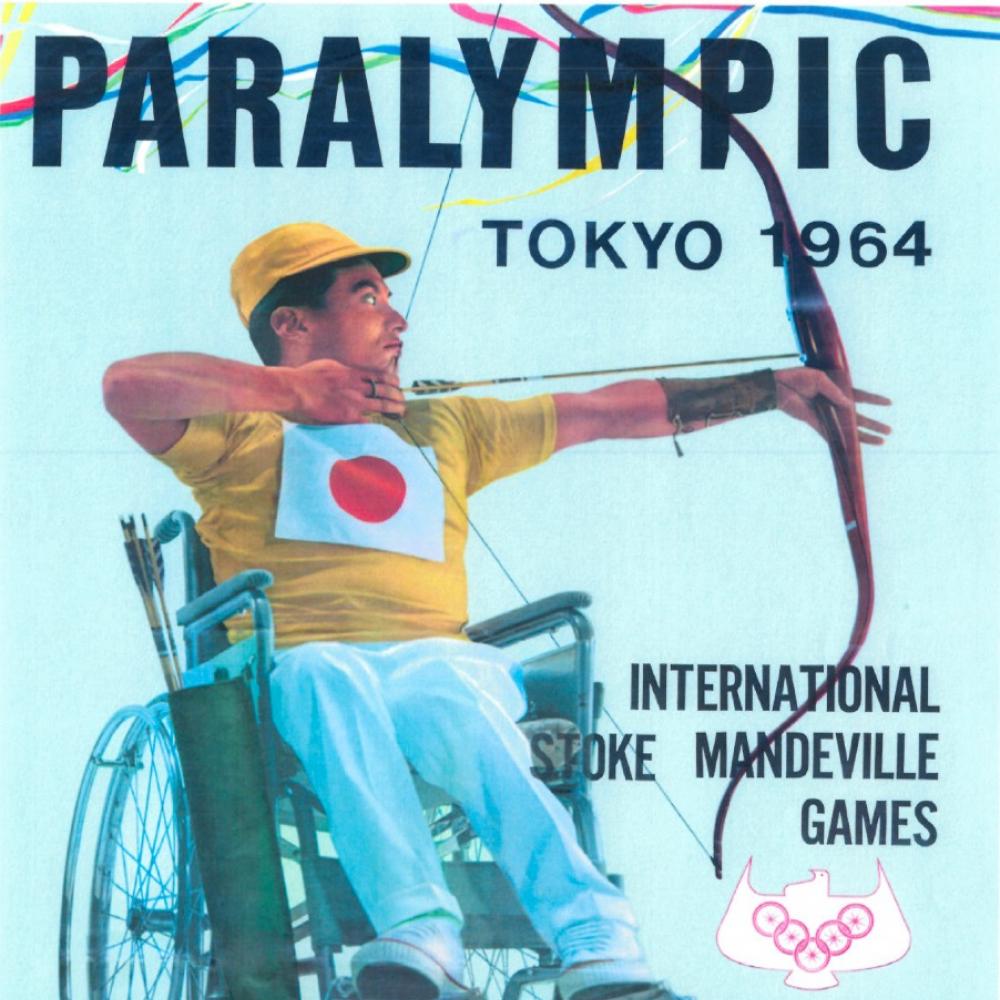 PARALYMPIC
TOKYO 1964
INTERNATIONAL
STOKE MANDEVILLE
GAMES